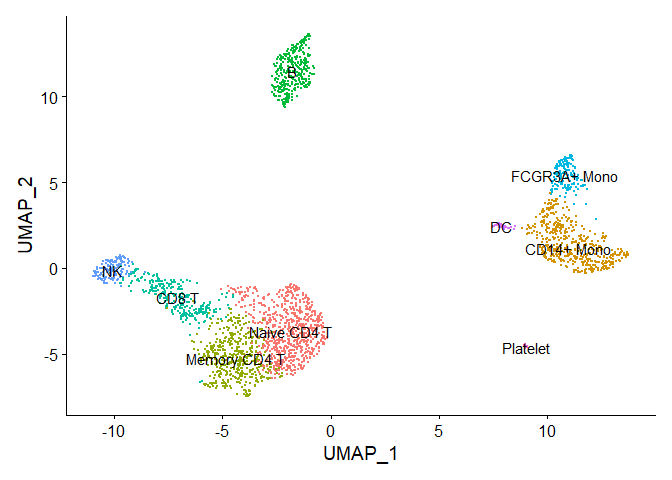 B
10
FCGR3A+ Mono
5
UMAP_2
DC
CD14+ Mono
0
NK
CD8 T
Naive CD4 T
Platelet
-5
Memory CD4 T
-10
-5
0
5
10
UMAP_1